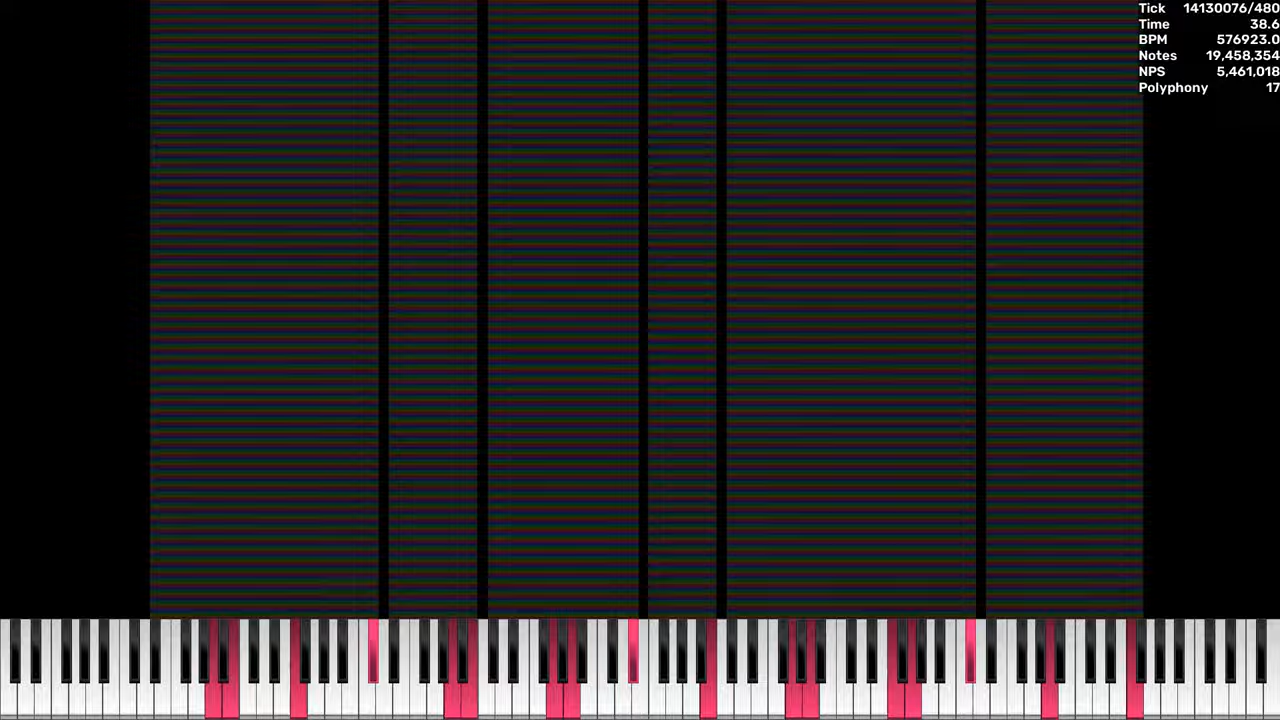 Tick 14130076/480
Time 38.6
BPM 576923.0
Notes 19,458,354
NPS 5,461,018
Polyphony 17